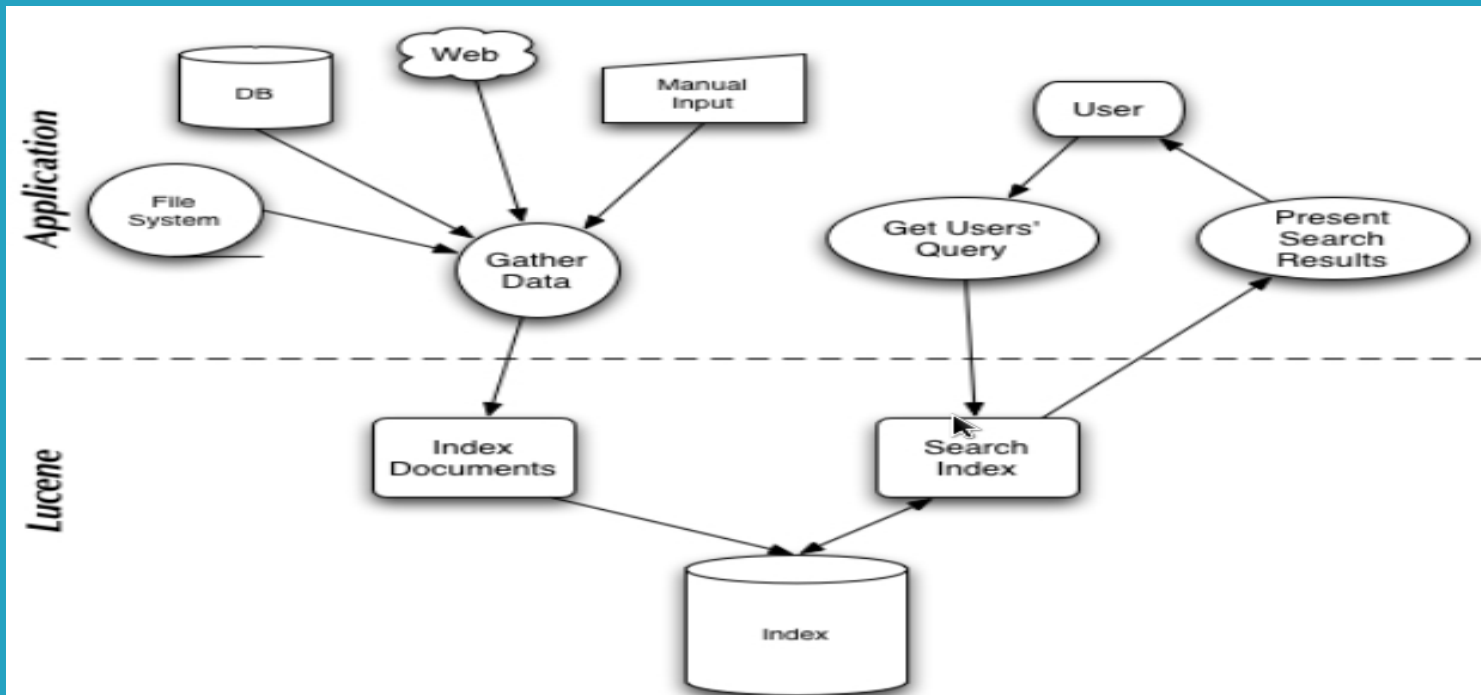 Application
DB
Web
Manual
Input
File
System
Gather
Data
User
Get Users'
Query
Present
Search
Results
Lucene
Index
Documents
Search
Index
Index